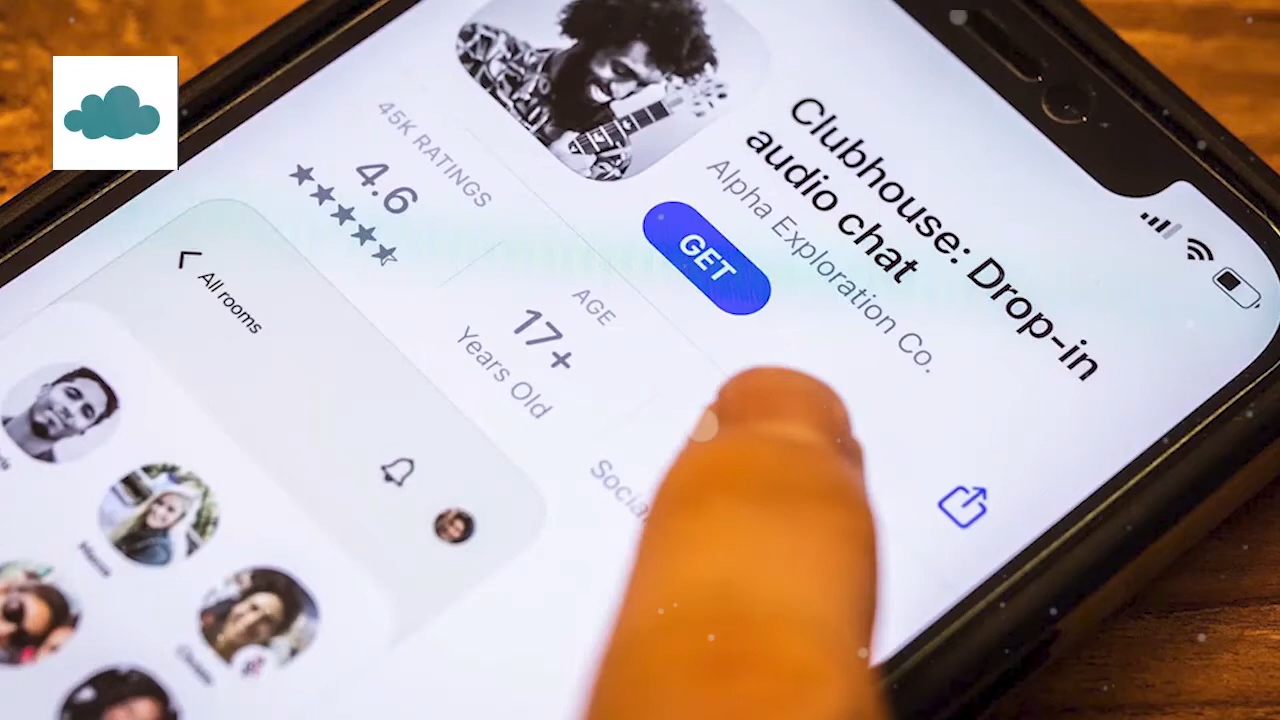 Clubhouse: Drop-in
audio chat
Alpha Exploration Co.
GET
45K RATINGS
4.6
AGE
17+
Years Old
All rooms